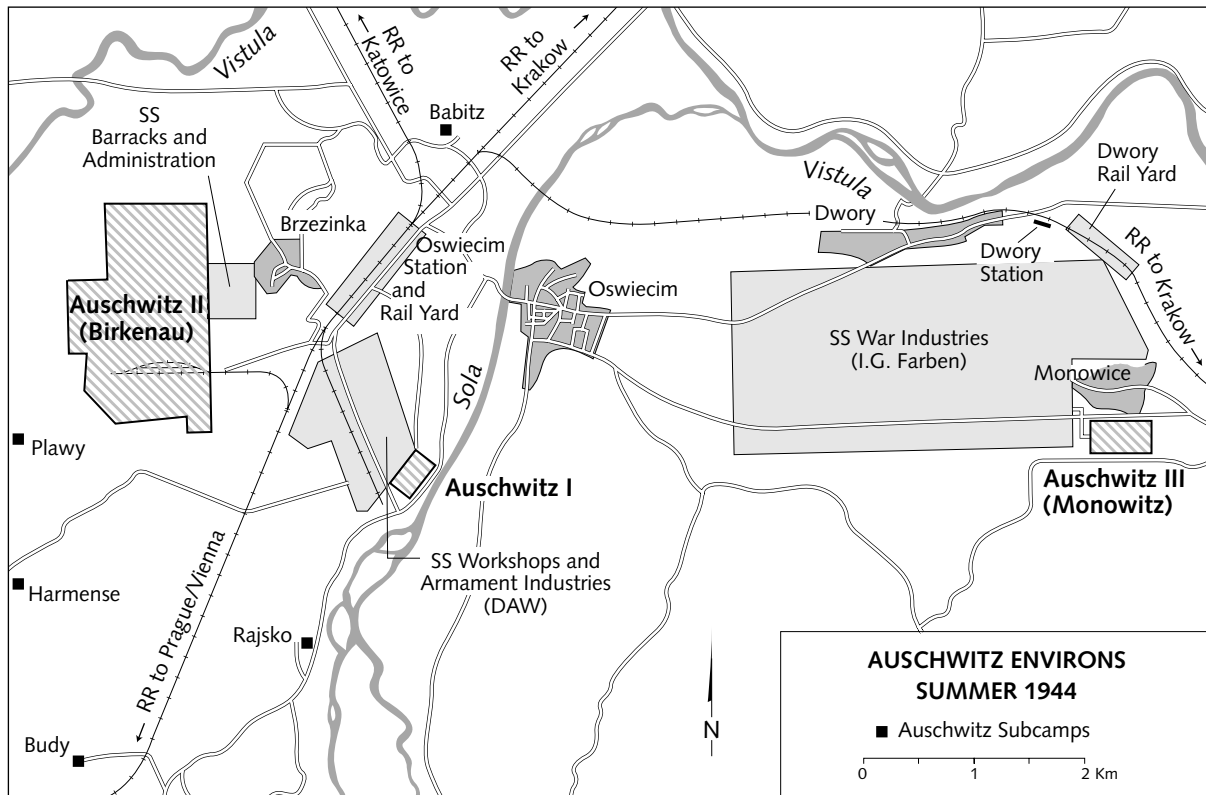 Vistula
RR to
Katowice
RR to
Krakow
SS
Barracks and
Administration
Babitz
Brzezinka
Oswiecim
Station
and
Rail Yard
Vistula
Dwory
Dwory
Rail Yard
Dwory
Station
RR to Krakow
Auschwitz II
(Birkenau)
Oswiecim
SS War Industries
(I.G. Farben)
Monowice
Sola
Plawy
Auschwitz I
Auschwitz III
(Monowitz)
SS Workshops and
Armament Industries
(DAW)
Harmense
RR to Prague/Vienna
Rajsko
Budy
N
AUSCHWITZ ENVIRONS
SUMMER 1944
Auschwitz Subcamps
0 1 2 Km